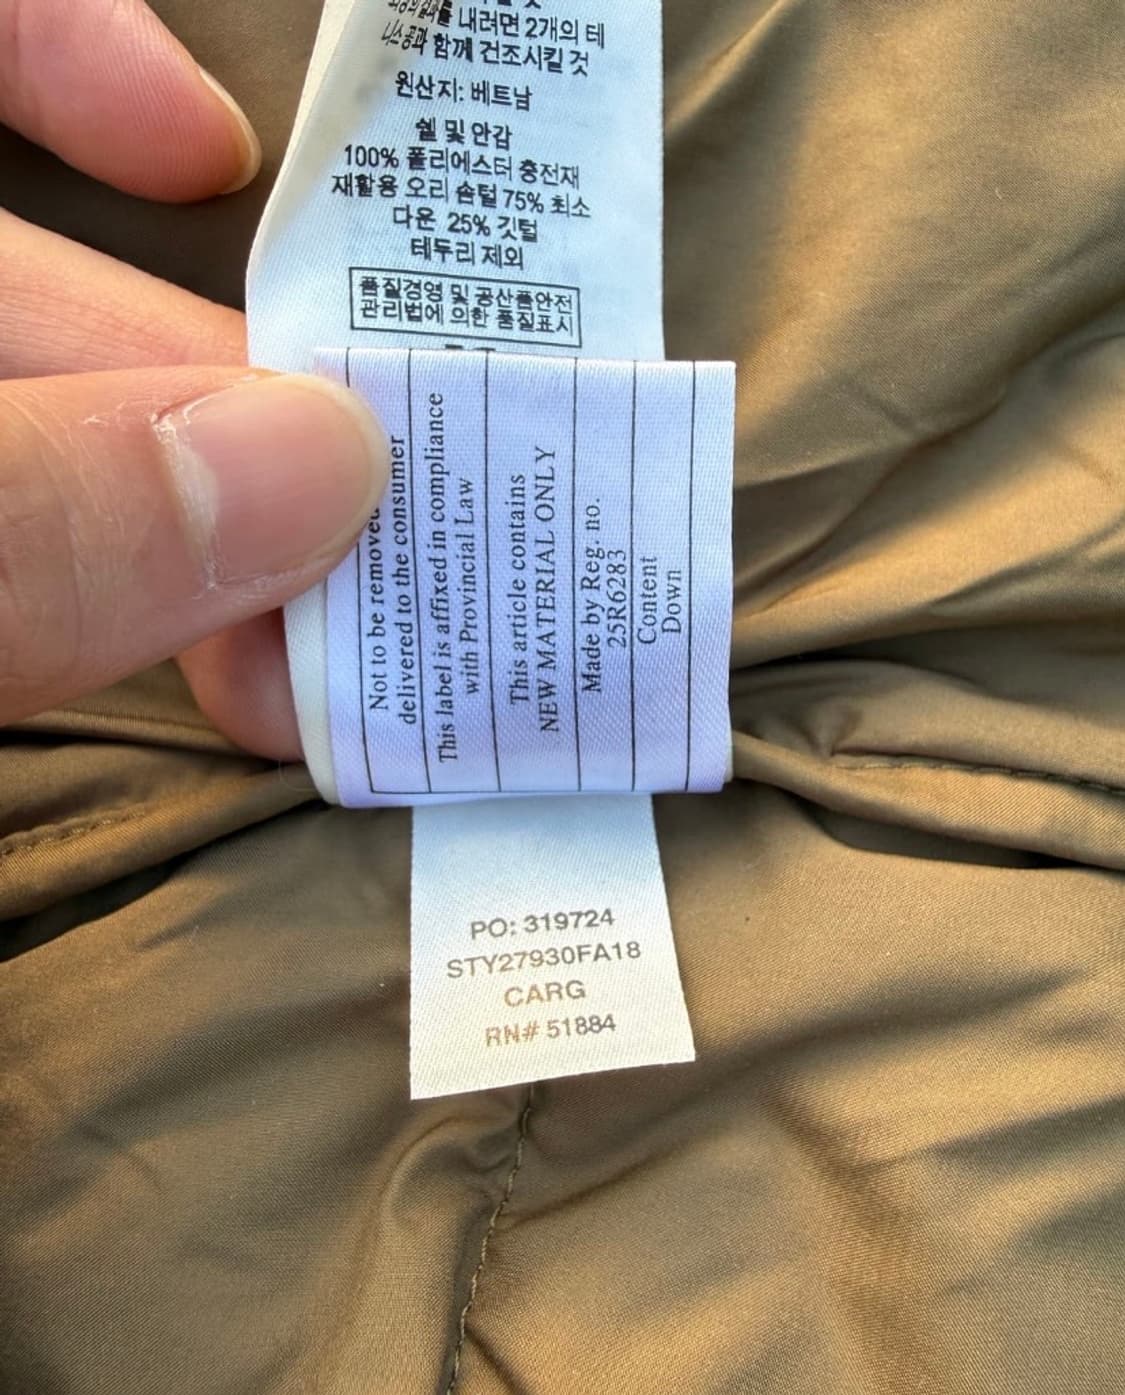 내려면 2개의 테
니스공과 함께 건조시킬 것
원산지: 베트남
쉘 및 안감
100% 폴리에스터 충전재
재활용 오리 솜털 75% 최소
다운 25% 깃털
테두리 제외
품질경영 및 공산품안전
관리법에 의한 품질표시
Not to be removed
delivered to the consumer
This label is affixed in compliance
with Provincial Law
This article contains
NEW MATERIAL ONLY
Made by Reg. no.
25R6283
Content
Down
PO: 319724
STY27930FA18
CARG
RN# 51884